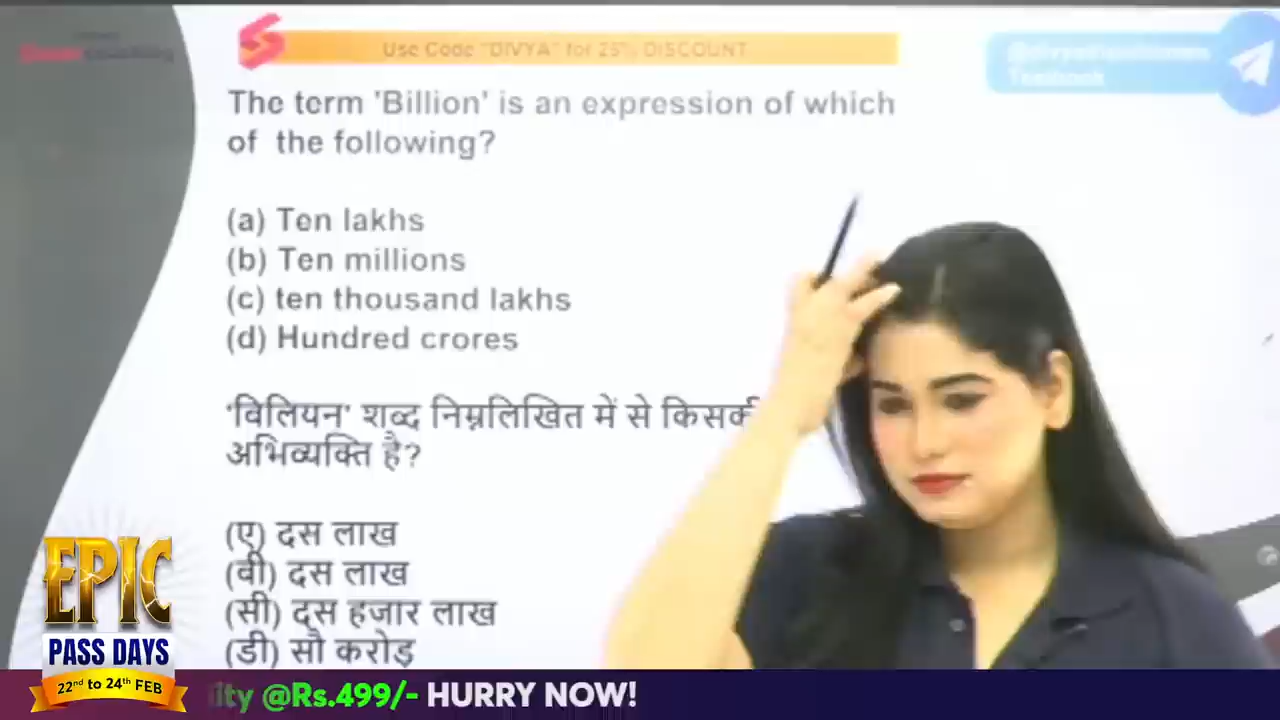 Use Code "DIVYA" for 25% DISCOUNT
The term 'Billion' is an expression of which
of the following?
(a) Ten lakhs
(b) Ten millions
(c) ten thousand lakhs
(d) Hundred crores
'विलियन' शब्द निम्नलिखित में से किसकी
अभिव्यक्ति है?
(ए) दस लाख
(बी) दस लाख
(सी) दस हजार लाख
(डी) सौ करोड़
EPIC
PASS DAYS
22nd to 24th FEB
ity @Rs.499/- HURRY NOW!
Testbook